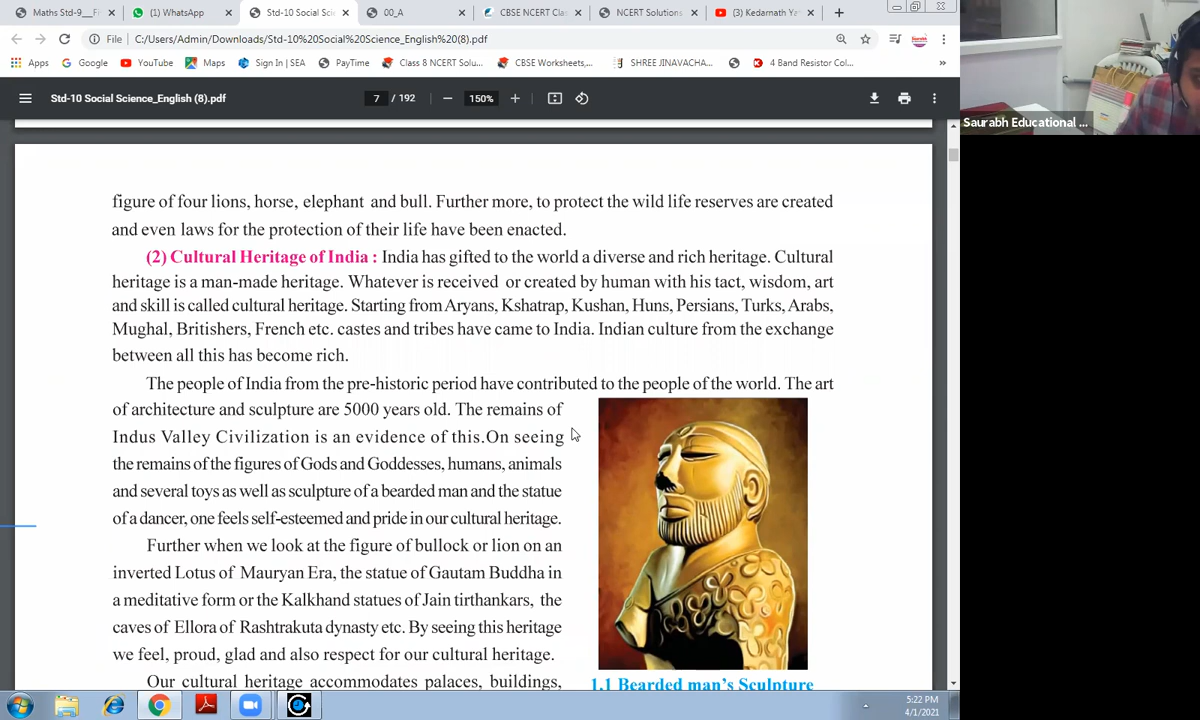 Maths Std-9__Fi
(1) WhatsApp
Std-10 Social Scie
00_A
CBSE NCERT Clas
NCERT Solutions
(3) Kedarnath Ya
File
C:/Users/Admin/Downloads/Std-10%20Social%20Science_English%20(8).pdf
Apps
Google
YouTube
Maps
Sign In | SEA
PayTime
Class 8 NCERT Solu...
CBSE Worksheets,...
SHREE JINAVACHA...
4 Band Resistor Col...
»
Std-10 Social Science_English (8).pdf
7 / 192
150%
Saurabh Educational ...
figure of four lions, horse, elephant and bull. Further more, to protect the wild life reserves are created
and even laws for the protection of their life have been enacted.
(2) Cultural Heritage of India : India has gifted to the world a diverse and rich heritage. Cultural
heritage is a man-made heritage. Whatever is received or created by human with his tact, wisdom, art
and skill is called cultural heritage. Starting from Aryans, Kshatrap, Kushan, Huns, Persians, Turks, Arabs,
Mughal, Britishers, French etc. castes and tribes have came to India. Indian culture from the exchange
between all this has become rich.
The people of India from the pre-historic period have contributed to the people of the world. The art
of architecture and sculpture are 5000 years old. The remains of
Indus Valley Civilization is an evidence of this.On seeing
the remains of the figures of Gods and Goddesses, humans, animals
and several toys as well as sculpture of a bearded man and the statue
of a dancer, one feels self-esteemed and pride in our cultural heritage.
Further when we look at the figure of bullock or lion on an
inverted Lotus of Mauryan Era, the statue of Gautam Buddha in
a meditative form or the Kalkhand statues of Jain tirthankars, the
caves of Ellora of Rashtrakuta dynasty etc. By seeing this heritage
we feel, proud, glad and also respect for our cultural heritage.
Our cultural heritage accommodates palaces, buildings,
1.1 Bearded man's Sculpture
5:22 PM
4/1/2021